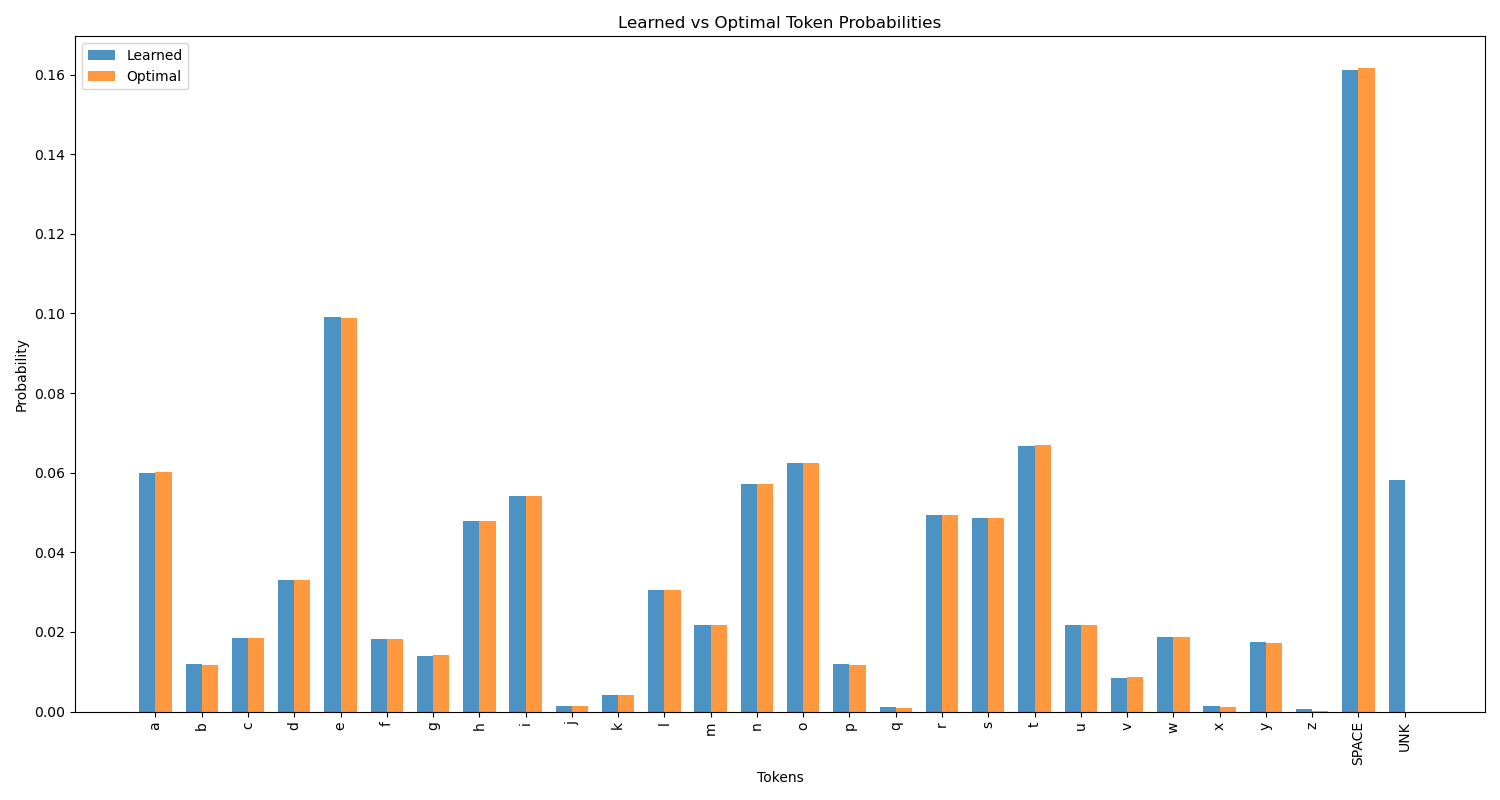 Learned vs Optimal Token Probabilities
Learned
Optimal
0.16
0.14
0.12
0.10
0.08
0.06
0.04
0.02
0.00
Probability
a b c d e f g h i j k l m n o p q r s t u v w x y z SPACE UNK
Tokens